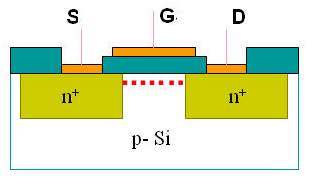 S G D
n⁺ n⁺
p- Si